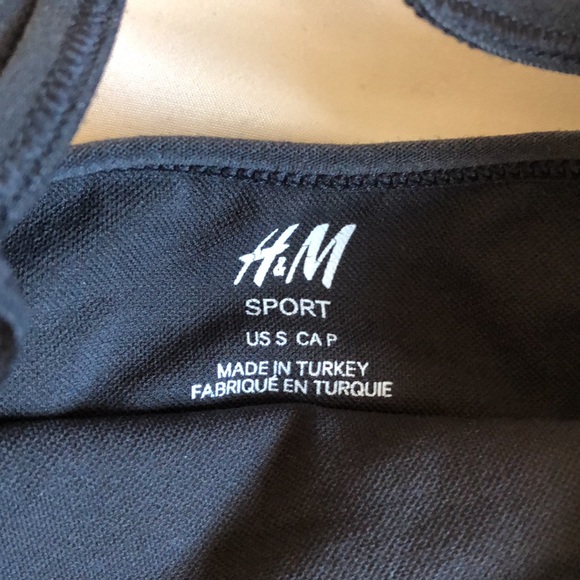 H&M
SPORT
US S CA P
MADE IN TURKEY
FABRIQUÉ EN TURQUIE